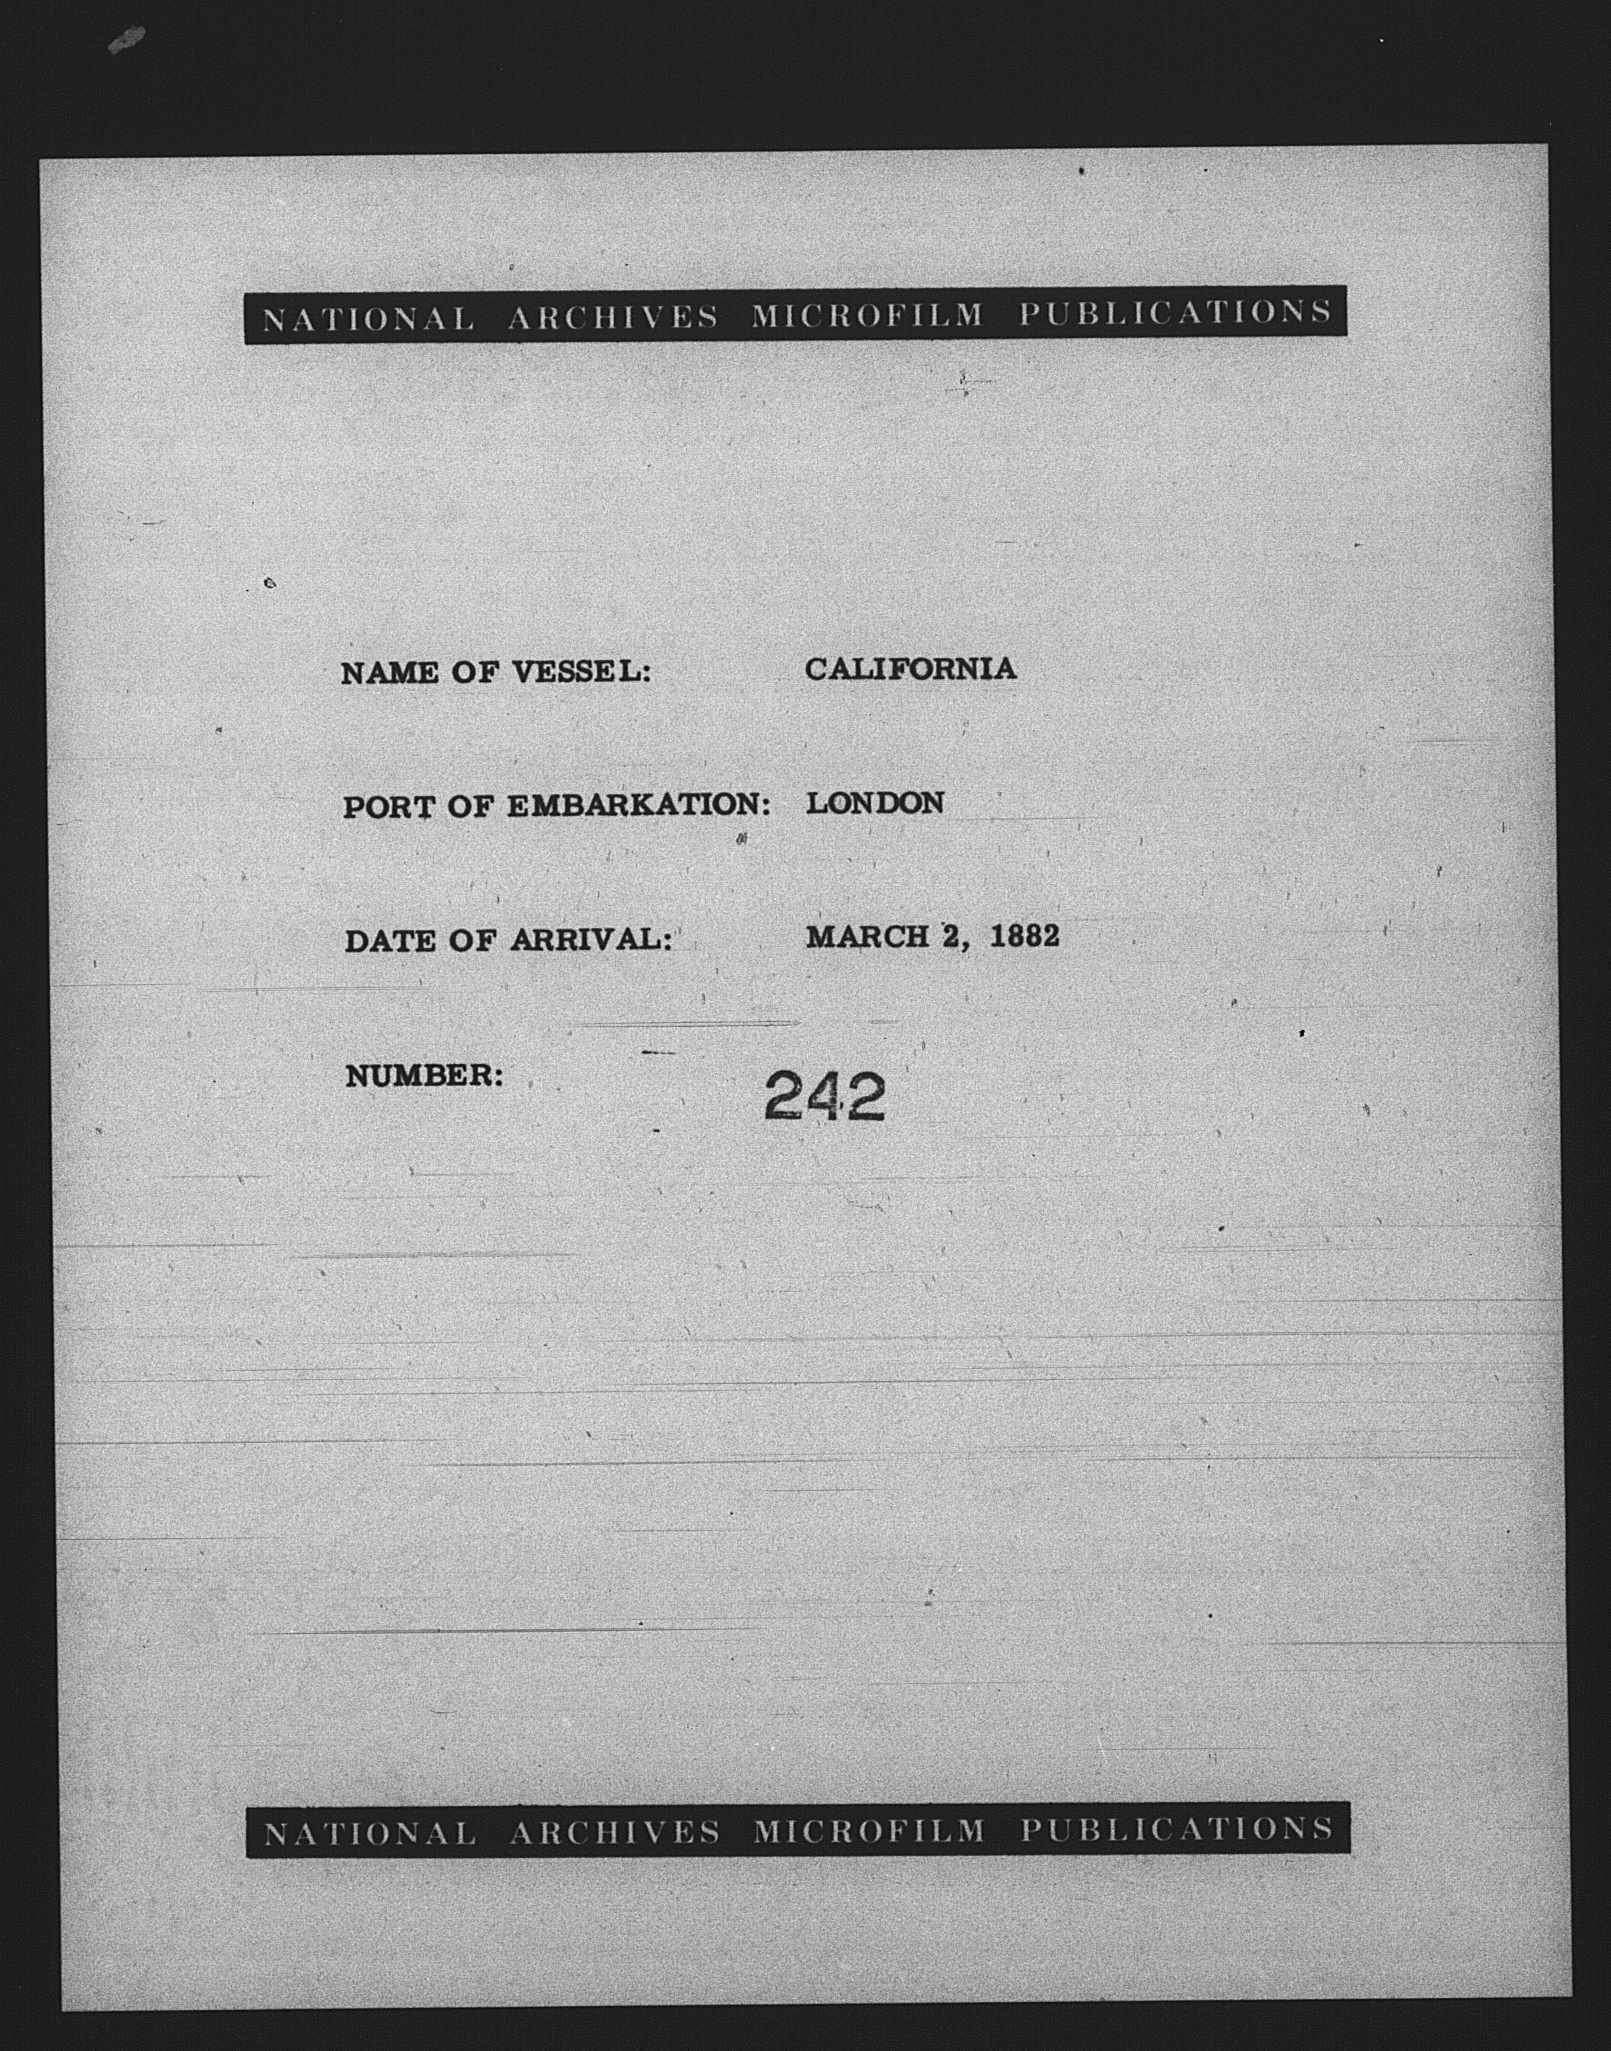 NATIONAL ARCHIVES MICROFILM PUBLICATIONS
NAME OF VESSEL: CALIFORNIA
PORT OF EMBARKATION: LONDON
DATE OF ARRIVAL: MARCH 2, 1882
NUMBER: 242
NATIONAL ARCHIVES MICROFILM PUBLICATIONS